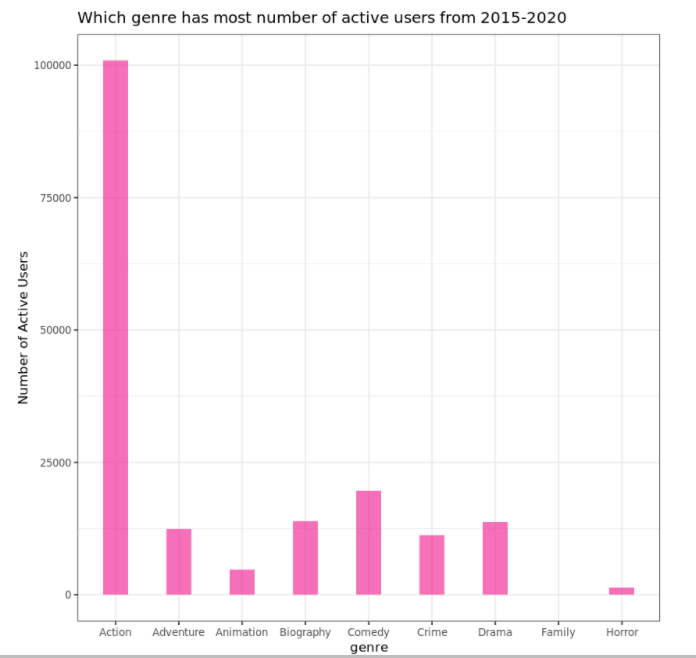 Which genre has most number of active users from 2015-2020
Number of Active Users
100000
75000
50000
25000
0
Action Adventure Animation Biography Comedy Crime Drama Family Horror
genre